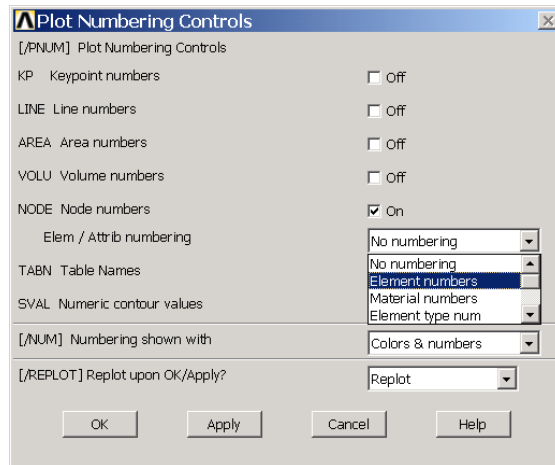 Plot Numbering Controls
[/PNUM] Plot Numbering Controls
KP Keypoint numbers Off
LINE Line numbers Off
AREA Area numbers Off
VOLU Volume numbers Off
NODE Node numbers On
Elem / Attrib numbering No numbering
No numbering
TABN Table Names Element numbers
Material numbers
SVAL Numeric contour values Element type num
[/NUM] Numbering shown with Colors & numbers
[/REPLOT] Replot upon OK/Apply? Replot
OK Apply Cancel Help